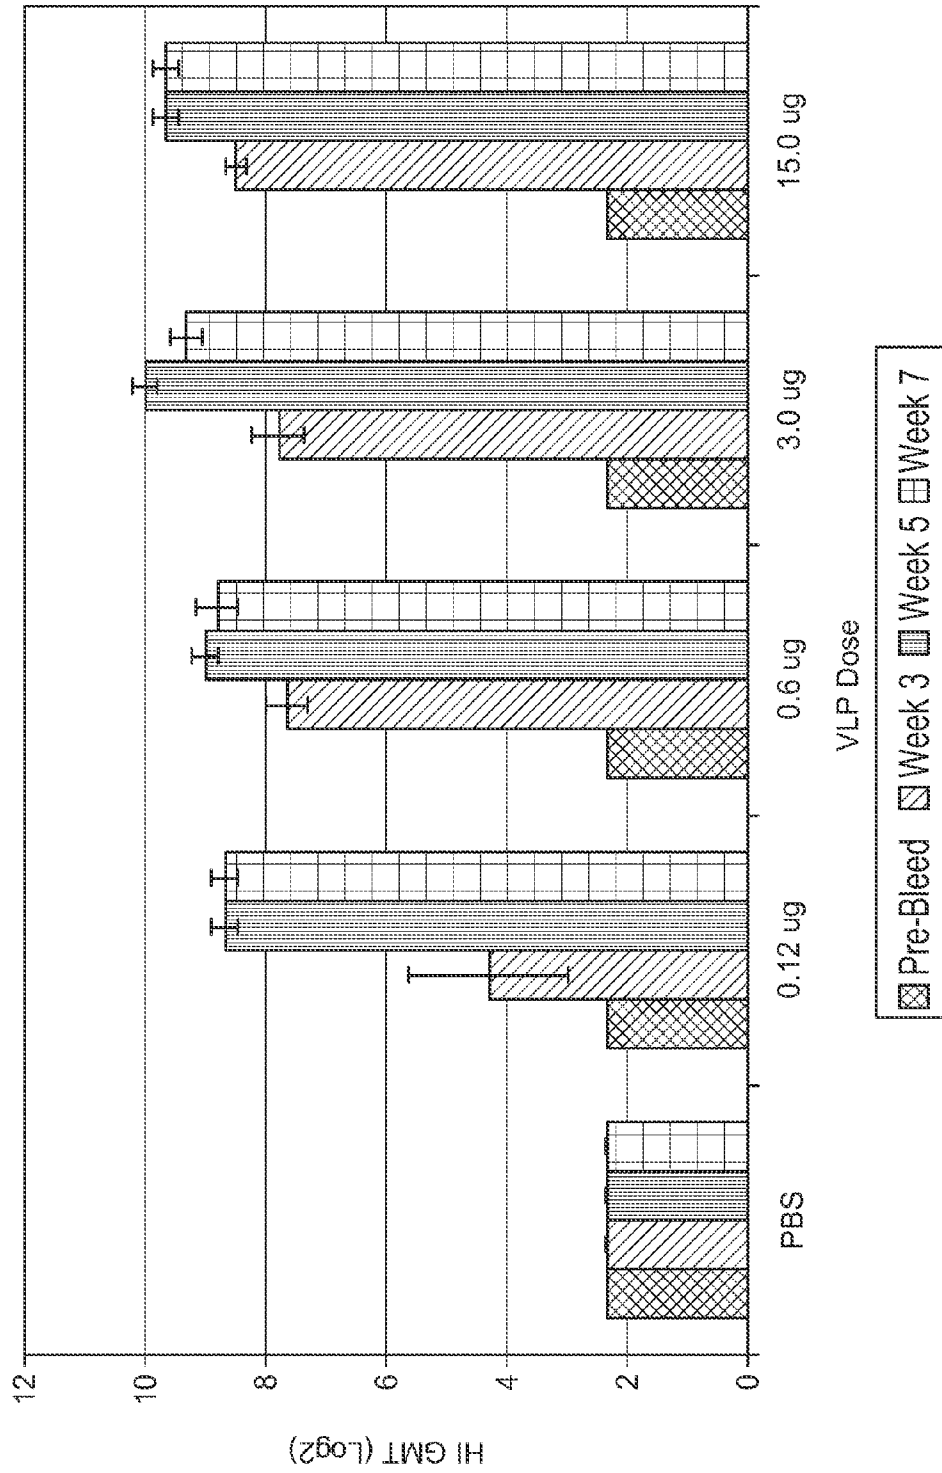 HI GMT (Log2)
12
10
8
6
4
2
0
PBS
0.12 ug
0.6 ug
3.0 ug
15.0 ug
VLP Dose
Pre-Bleed Week 3 Week 5 Week 7